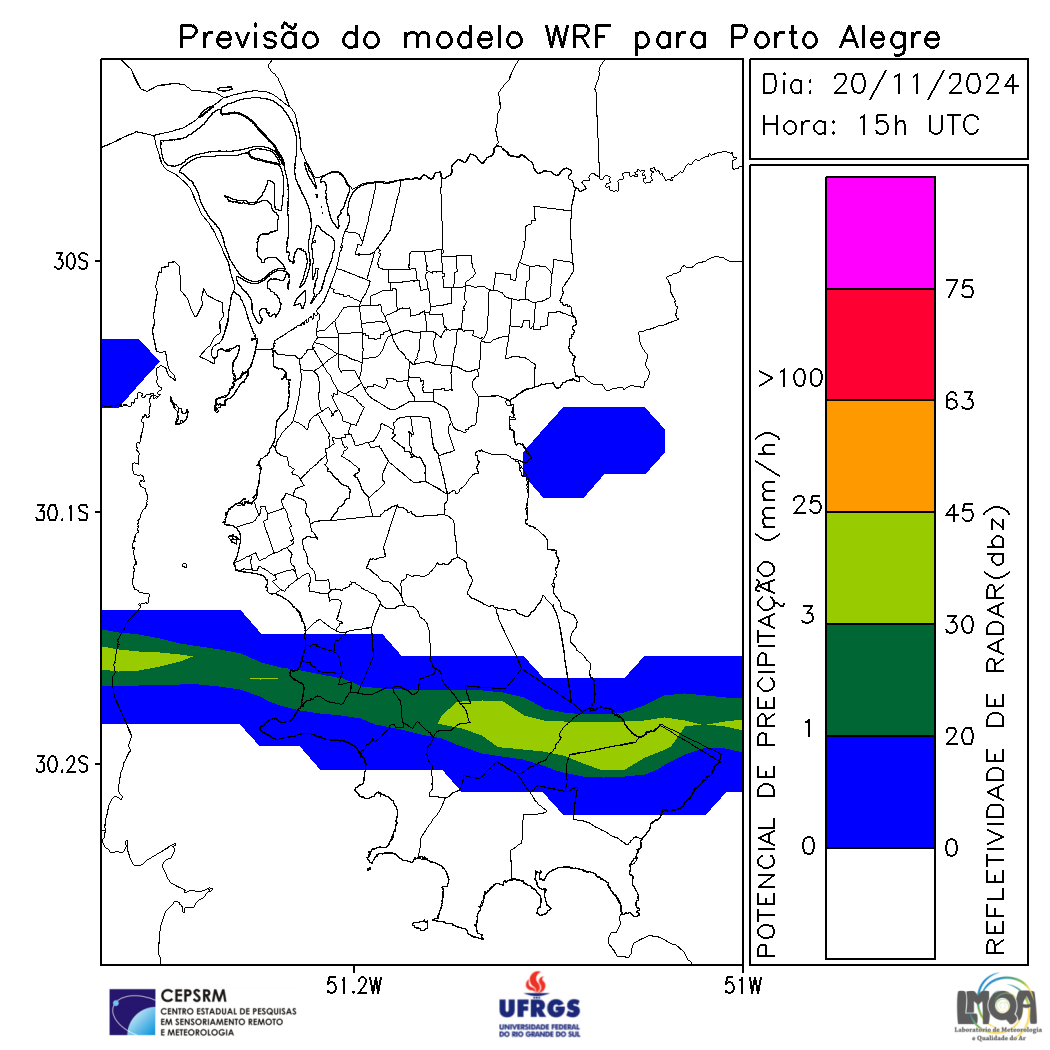 Previsão do modelo WRF para Porto Alegre
Dia: 20/11/2024
Hora: 15h UTC
30S
30.1S
30.2S
51.2W
51W
POTENCIAL DE PRECIPITAÇÃO (mm/h)
>100
25
3
1
0
75
63
45
30
20
0
REFLETIVIDADE DE RADAR(dbz)
CEPSRM
CENTRO ESTADUAL DE PESQUISAS
EM SENSORIAMENTO REMOTO
E METEOROLOGIA
UFRGS
UNIVERSIDADE FEDERAL
DO RIO GRANDE DO SUL
LMQA
Laboratório de Meteorologia
e Qualidade do Ar